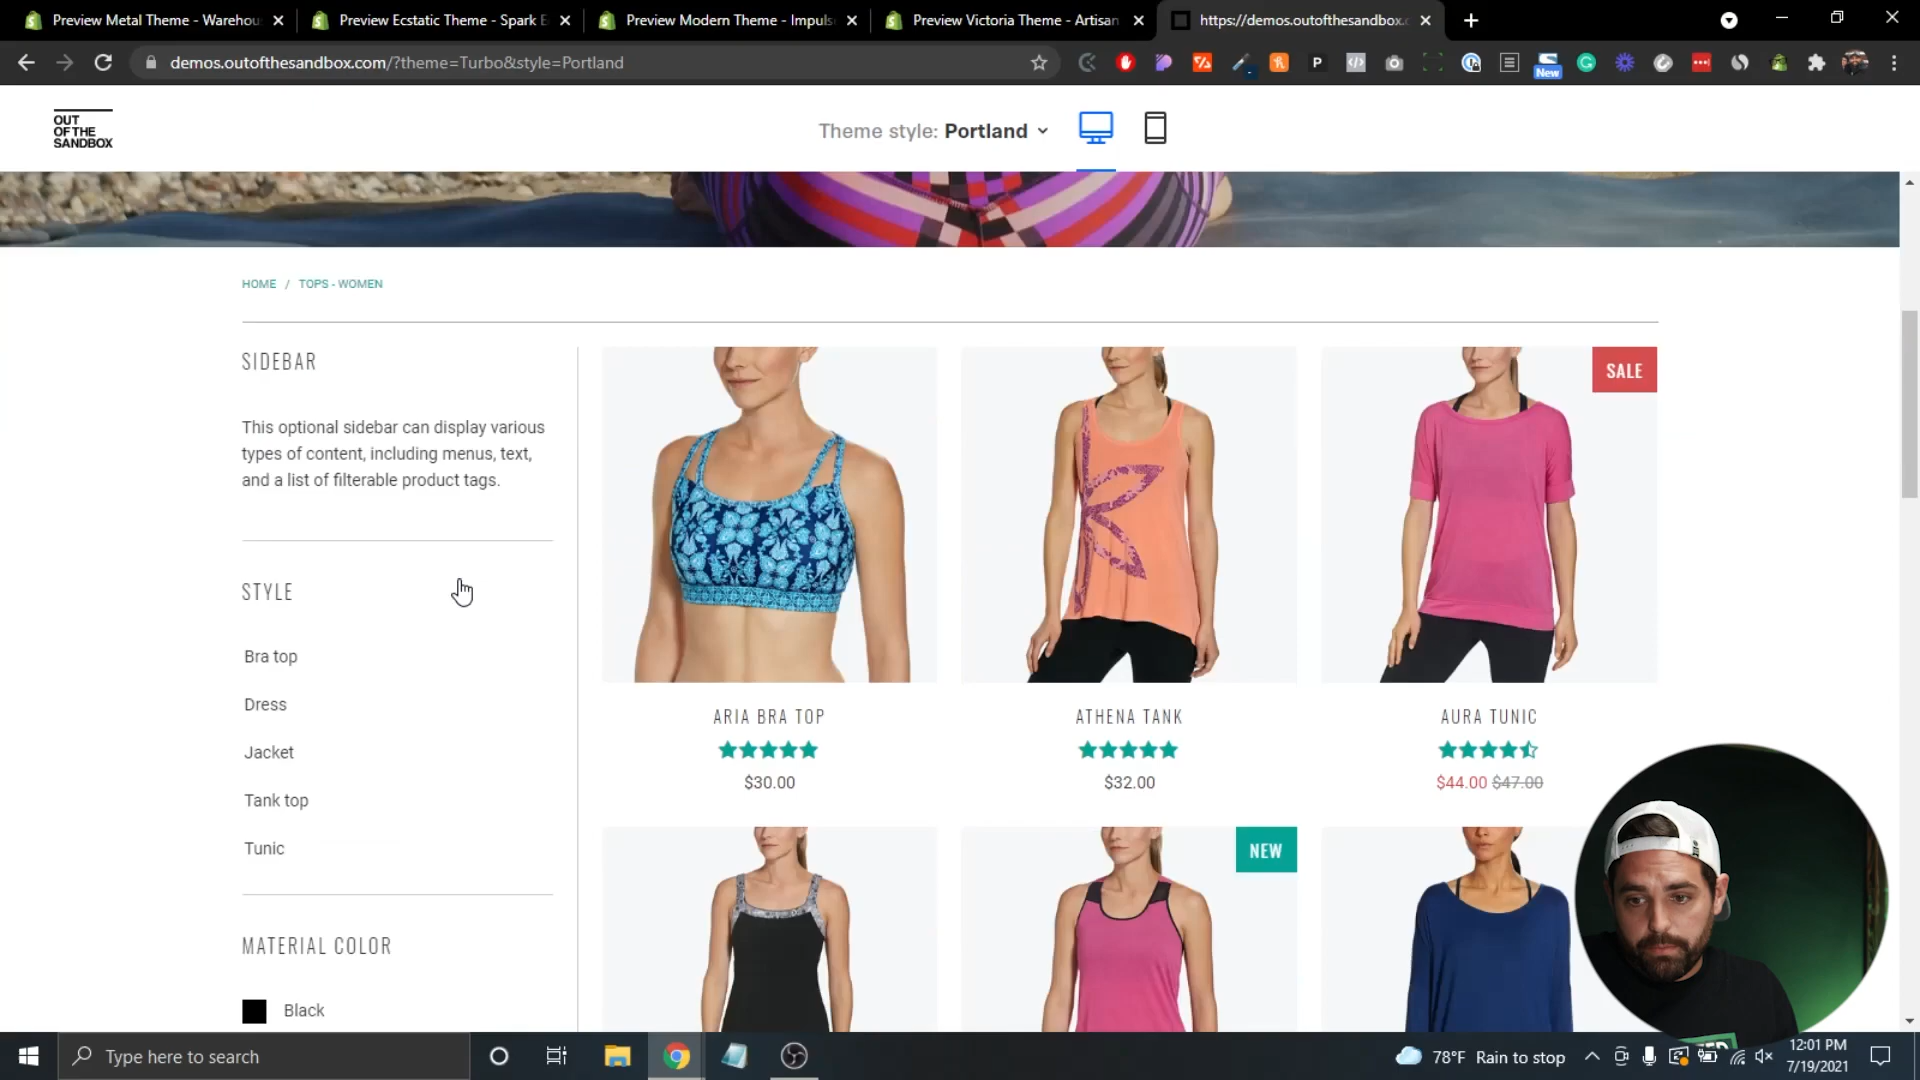 Preview Metal Theme - Warehou
Preview Ecstatic Theme - Spark E
Preview Modern Theme - Impuls
Preview Victoria Theme - Artisan
https://demos.outofthesandbox.c
demos.outofthesandbox.com/?theme=Turbo&style=Portland
New
OUT
OF THE
SANDBOX
Theme style: Portland
HOME / TOPS - WOMEN
SIDEBAR
This optional sidebar can display various
types of content, including menus, text,
and a list of filterable product tags.
STYLE
Bra top
Dress
Jacket
Tank top
Tunic
MATERIAL COLOR
Black
SALE
ARIA BRA TOP
$30.00
ATHENA TANK
$32.00
AURA TUNIC
$44.00 $47.00
NEW
Type here to search
78°F Rain to stop
12:01 PM
7/19/2021